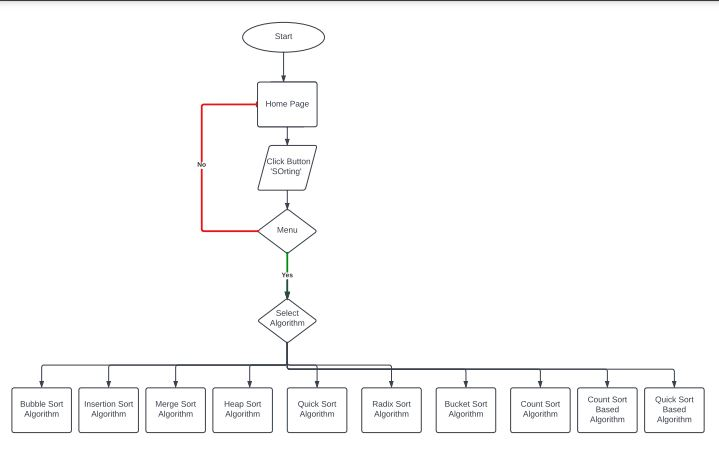 Start
Home Page
Click Button
'SOrting'
No
Menu
Yes
Select
Algorithm
Bubble Sort
Algorithm
Insertion Sort
Algorithm
Merge Sort
Algorithm
Heap Sort
Algorithm
Quick Sort
Algorithm
Radix Sort
Algorithm
Bucket Sort
Algorithm
Count Sort
Algorithm
Count Sort
Based
Algorithm
Quick Sort
Based
Algorithm